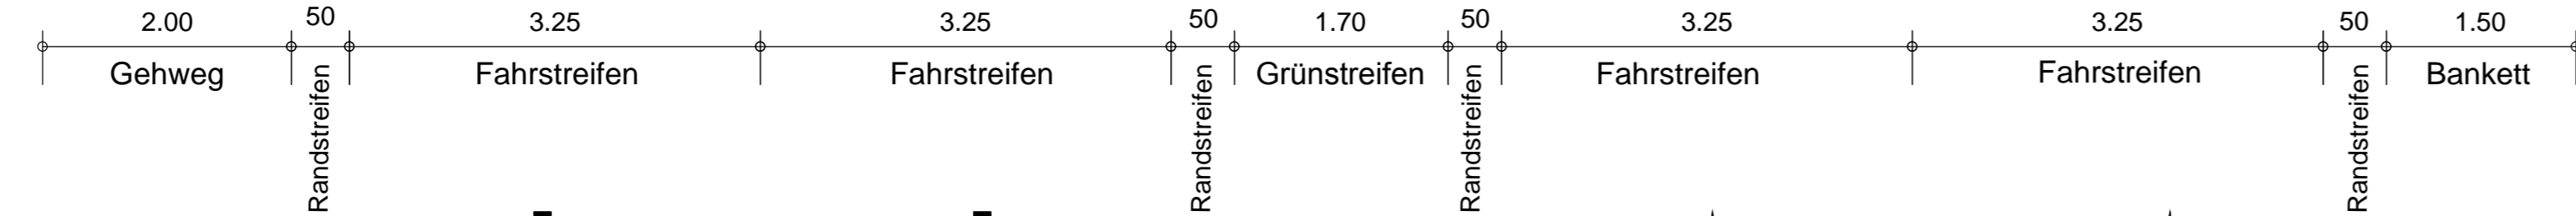 2.00 50 3.25 3.25 50 1.70 50 3.25 3.25 50 1.50
Gehweg Randstreifen Fahrstreifen Fahrstreifen Randstreifen Grünstreifen Randstreifen Fahrstreifen Fahrstreifen Randstreifen Bankett